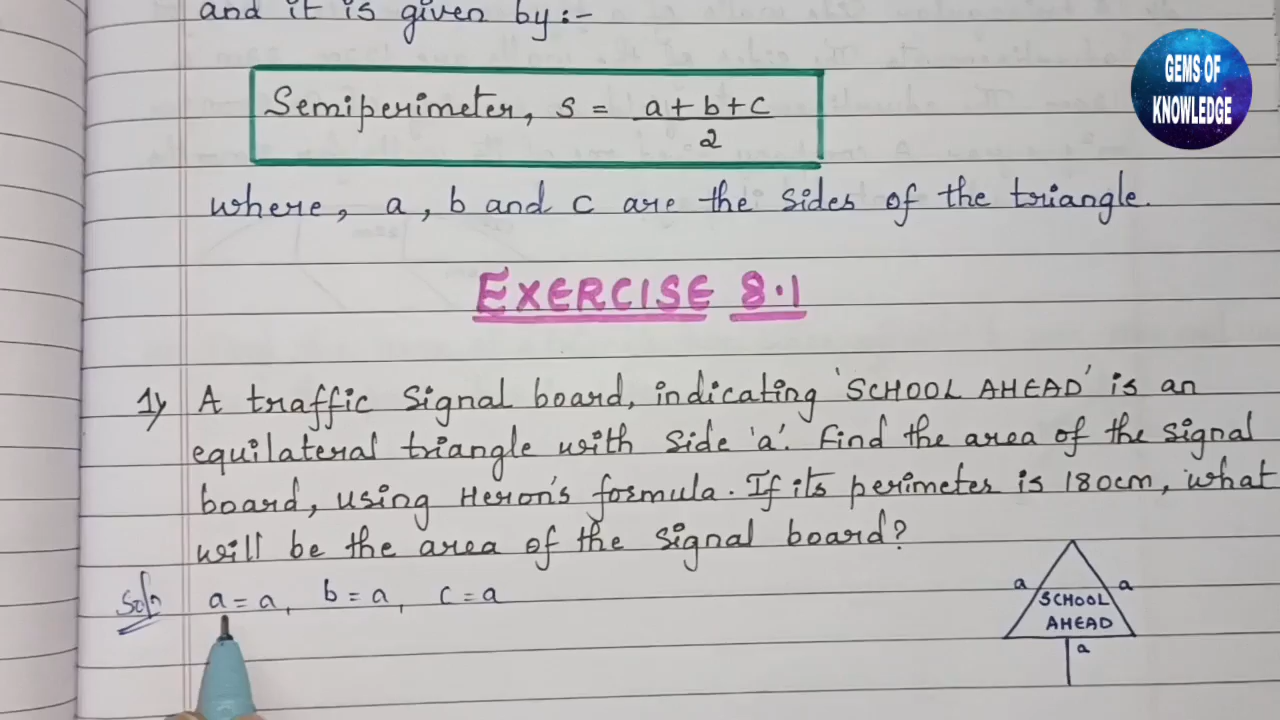 and it is given by :-
GEMS OF
KNOWLEDGE
Semiperimeter, s = a + b + c / 2
where, a, b and c are the sides of the triangle.
EXERCISE 8.1
1) A traffic signal board, indicating 'SCHOOL AHEAD' is an
equilateral triangle with side 'a'. Find the area of the signal
board, using Heron's formula. If its perimeter is 180cm, what
will be the area of the signal board?
Soln a = a, b = a, c = a
a a
SCHOOL
AHEAD
a